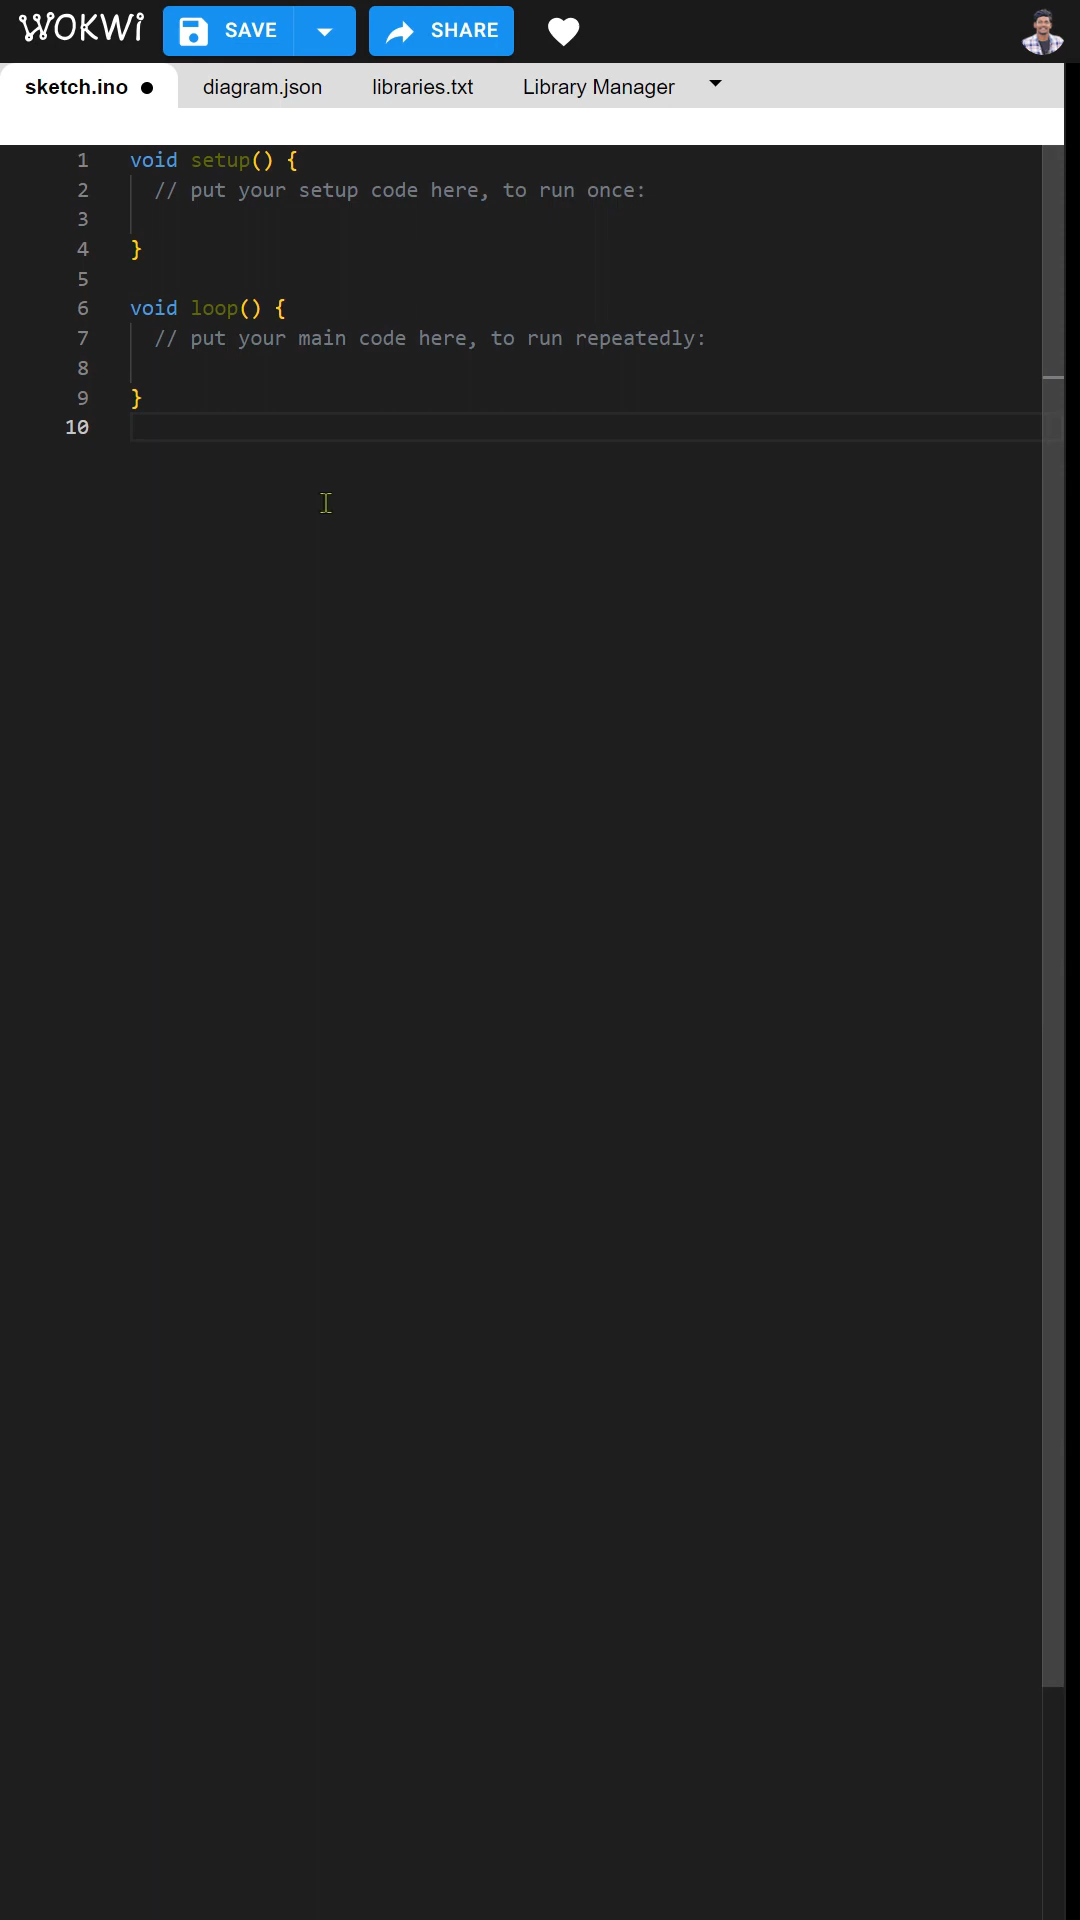 WOKWi
SAVE
SHARE
sketch.ino ●
diagram.json
libraries.txt
Library Manager
1 void setup() {
2 // put your setup code here, to run once:
3
4 }
5
6 void loop() {
7 // put your main code here, to run repeatedly:
8
9 }
10